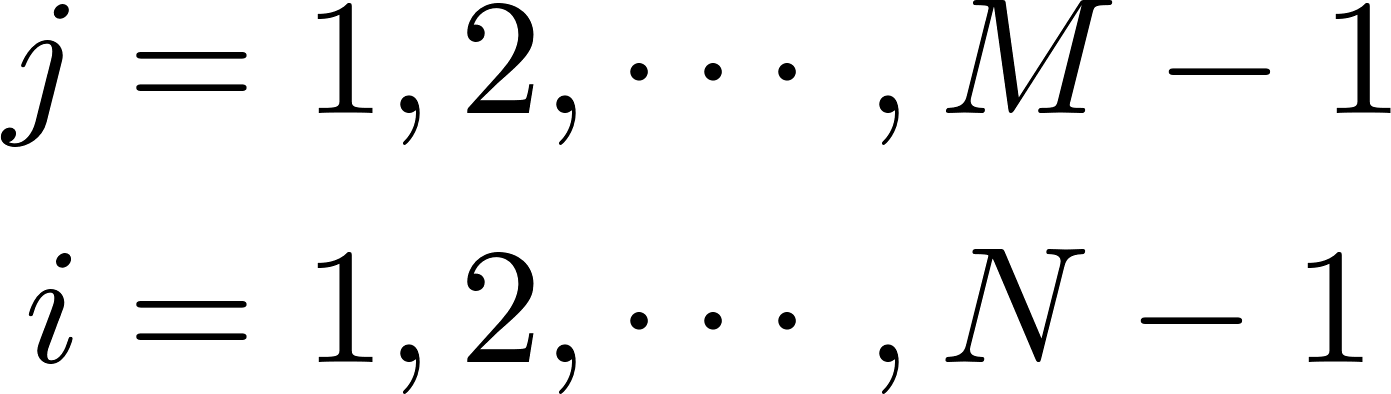 j = 1, 2, ··· , M − 1
i = 1, 2, ··· , N − 1